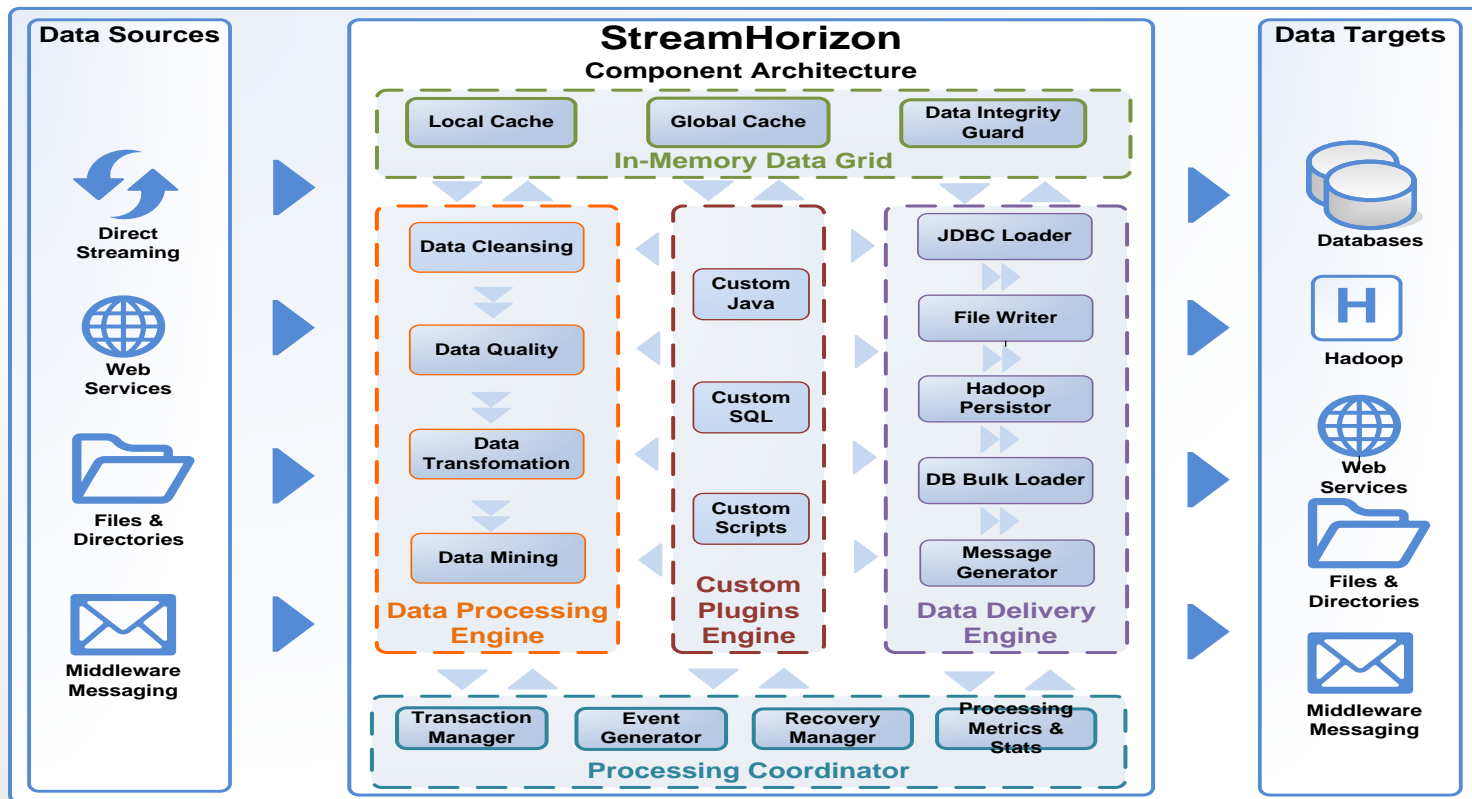 Data Sources
Direct
Streaming
Web
Services
Files &
Directories
Middleware
Messaging
StreamHorizon
Component Architecture
Local Cache
Global Cache
Data Integrity
Guard
In-Memory Data Grid
Data Cleansing
Data Quality
Data
Transfomation
Data Mining
Data Processing
Engine
Custom
Java
Custom
SQL
Custom
Scripts
Custom
Plugins
Engine
JDBC Loader
File Writer
Hadoop
Persistor
DB Bulk Loader
Message
Generator
Data Delivery
Engine
Transaction
Manager
Event
Generator
Recovery
Manager
Processing
Metrics &
Stats
Processing Coordinator
Data Targets
Databases
H
Hadoop
Web
Services
Files &
Directories
Middleware
Messaging